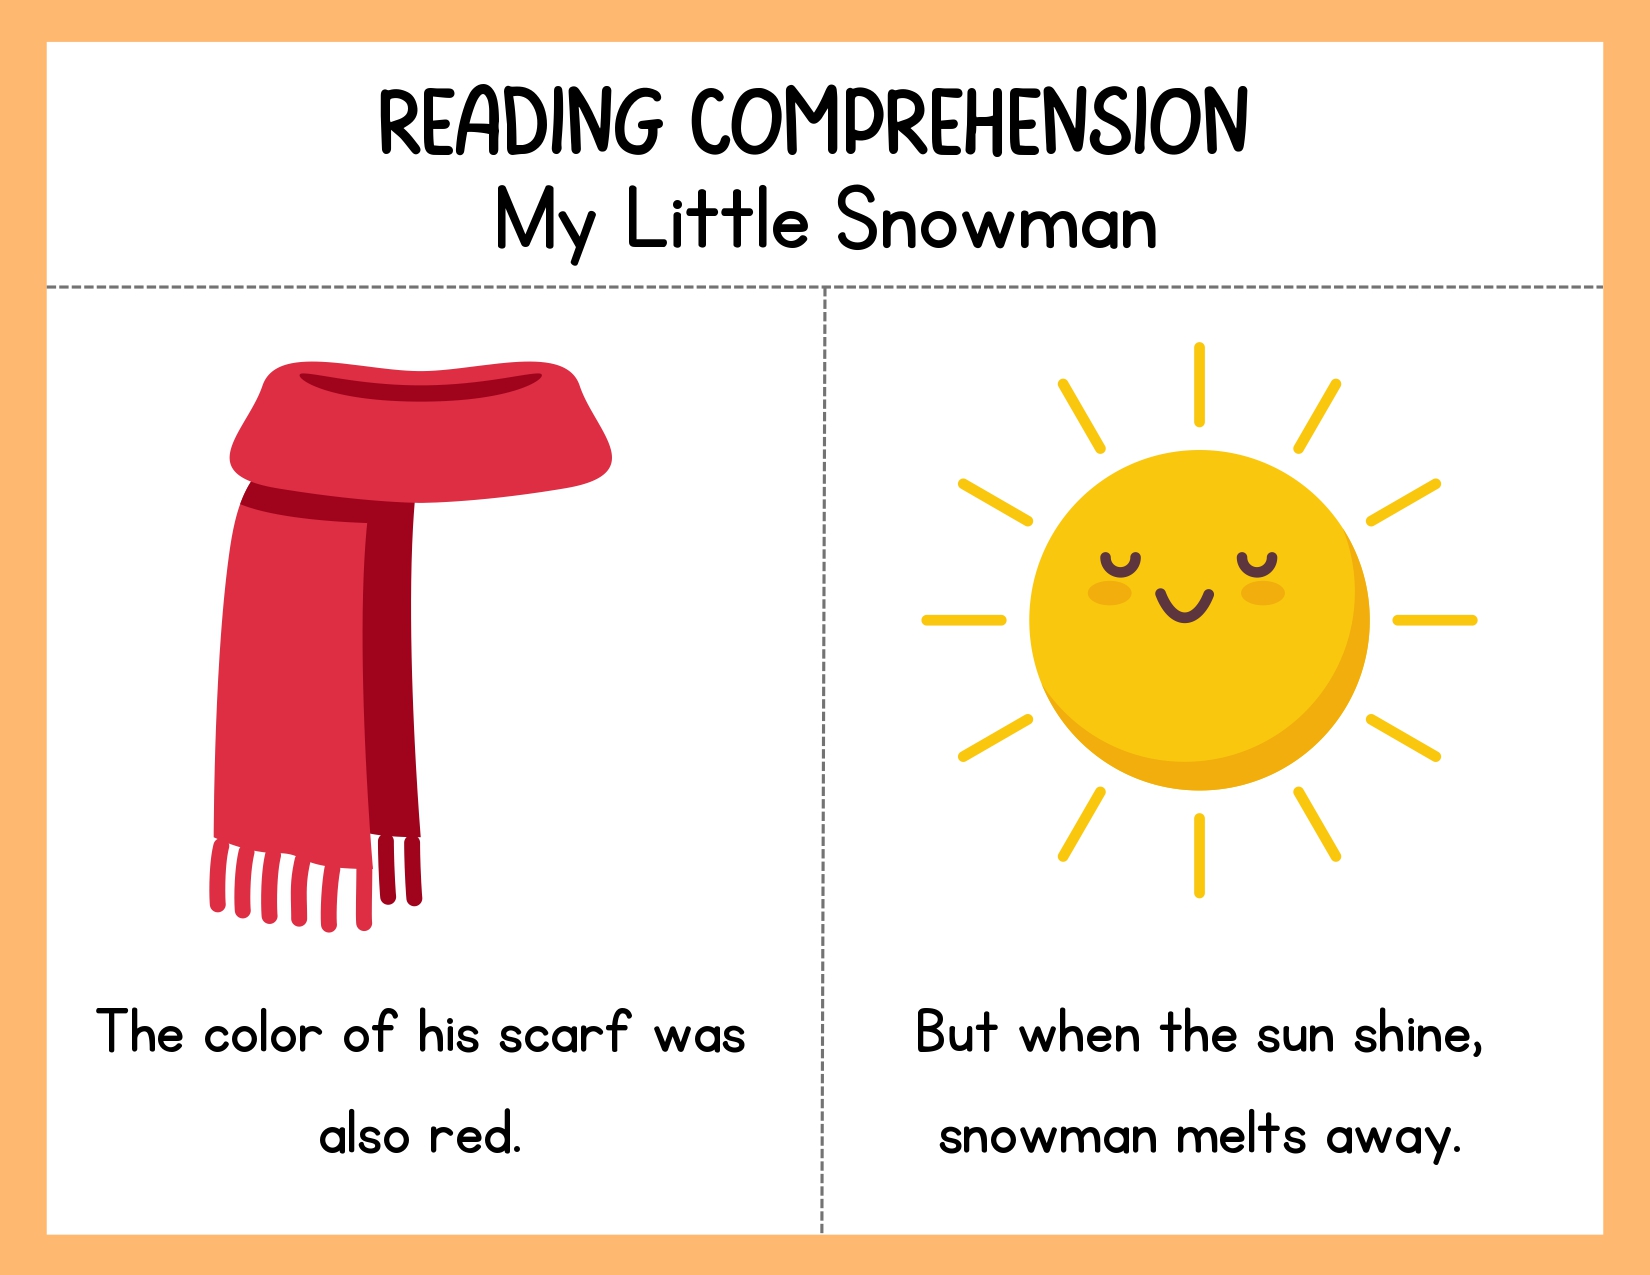 READING COMPREHENSION
My Little Snowman
The color of his scarf was
also red.
But when the sun shine,
snowman melts away.